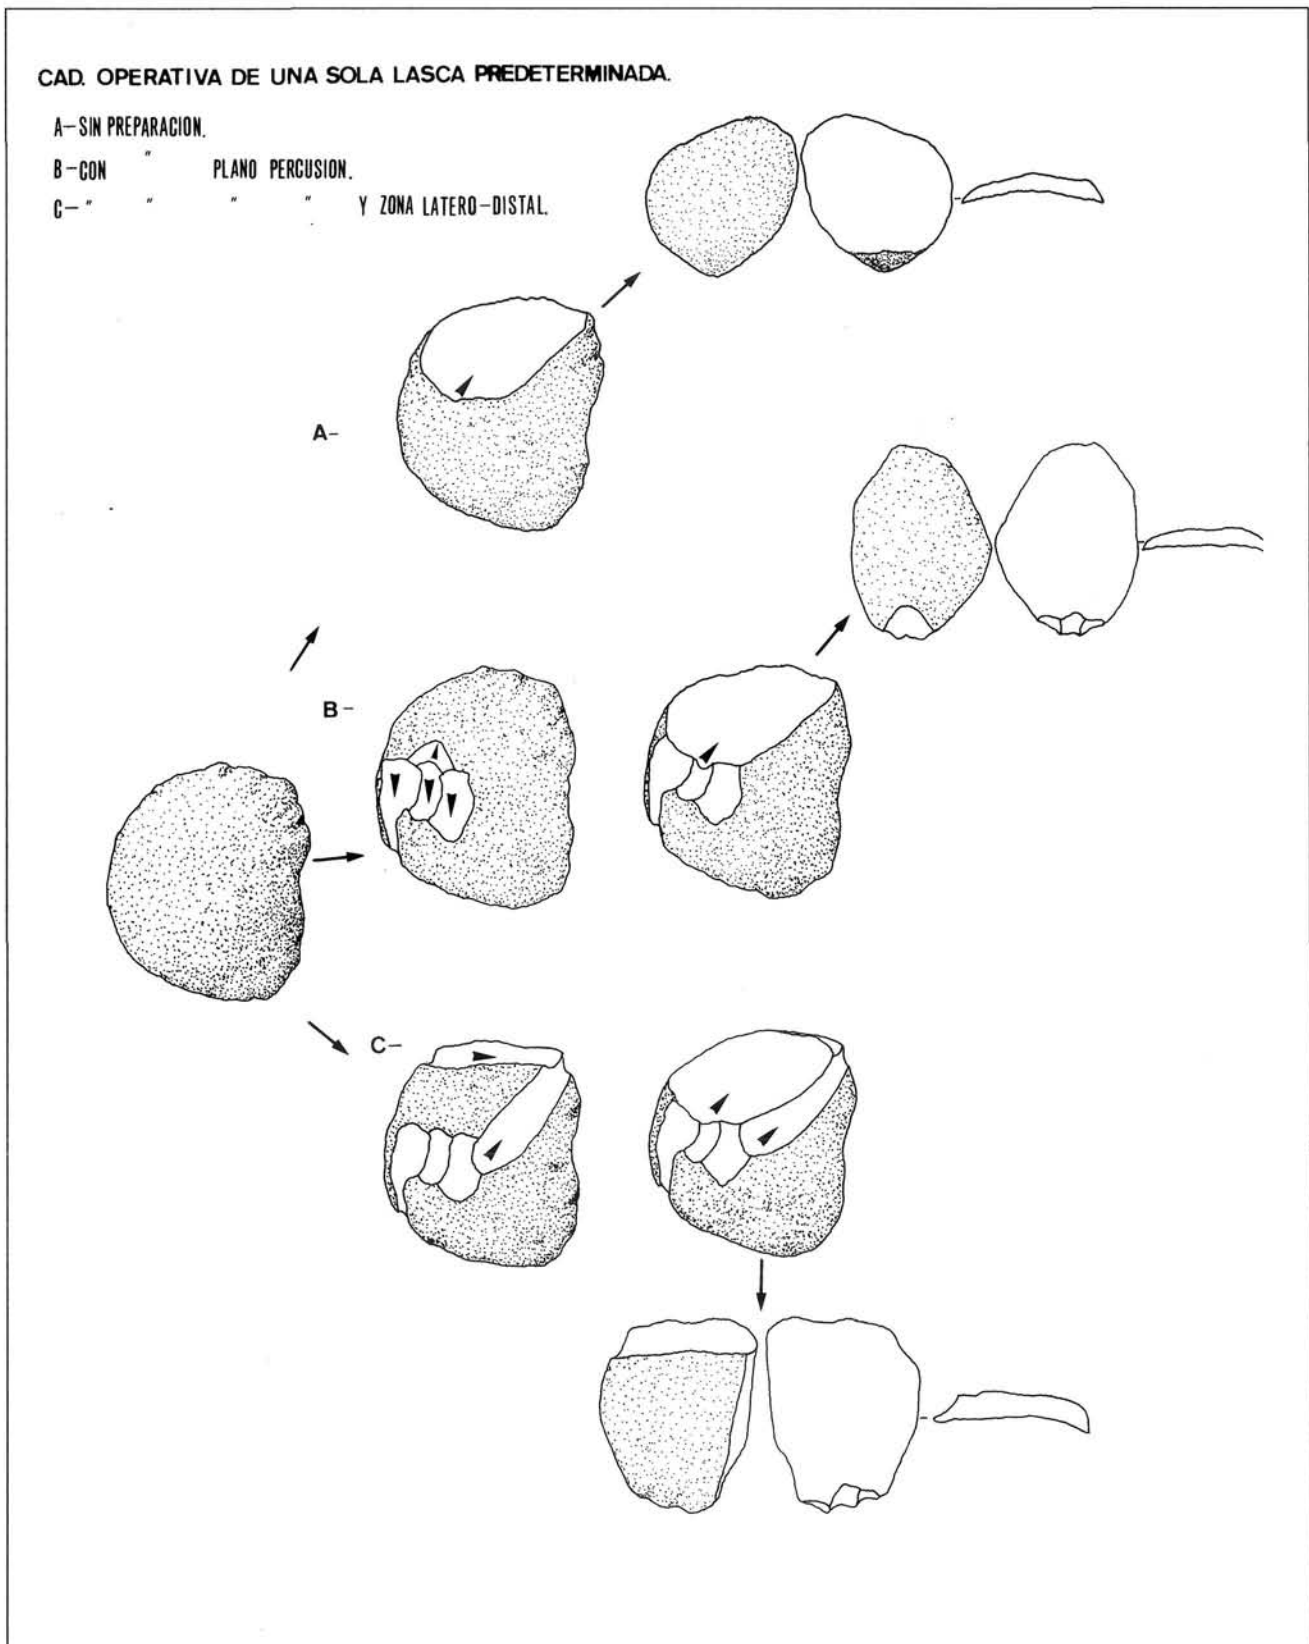 CAD. OPERATIVA DE UNA SOLA LASCA PREDETERMINADA.
A-SIN PREPARACION.
B-CON " PLANO PERCUSION.
C- " " " " Y ZONA LATERO-DISTAL.
A-
B-
C-